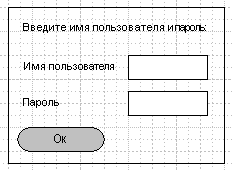 Введите имя пользователя и пароль:
Имя пользователя
Пароль
Ок